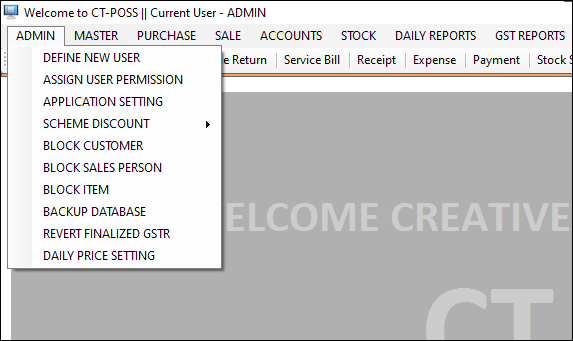 Welcome to CT-POSS || Current User - ADMIN
ADMIN MASTER PURCHASE SALE ACCOUNTS STOCK DAILY REPORTS GST REPORTS
Return Service Bill Receipt Expense Payment Stock
DEFINE NEW USER
ASSIGN USER PERMISSION
APPLICATION SETTING
SCHEME DISCOUNT
BLOCK CUSTOMER
BLOCK SALES PERSON
BLOCK ITEM
BACKUP DATABASE
REVERT FINALIZED GSTR
DAILY PRICE SETTING
ELCOME CREATIVE
CT